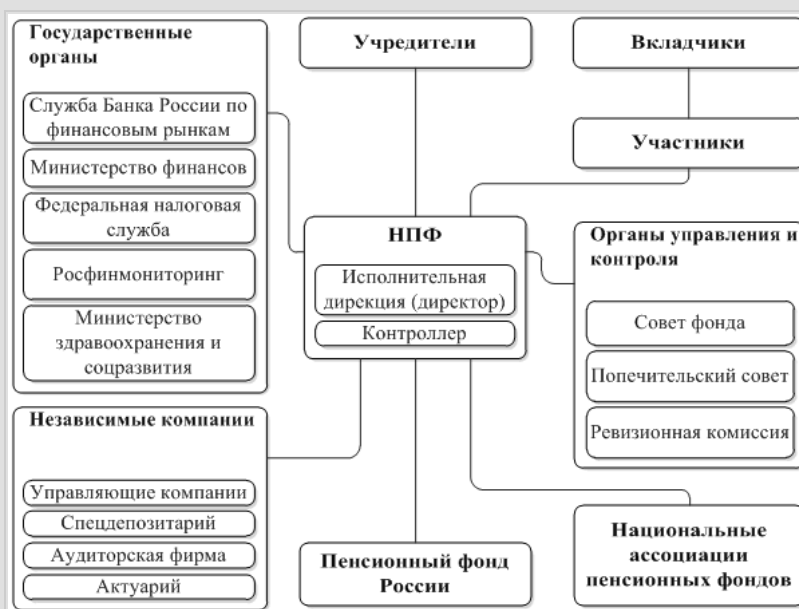 Государственные
органы
Служба Банка России по
финансовым рынкам
Министерство финансов
Федеральная налоговая
служба
Росфинмониторинг
Министерство
здравоохранения и
соцразвития
Независимые компании
Управляющие компании
Спецдепозитарий
Аудиторская фирма
Актуарий
Учредители
НПФ
Исполнительная
дирекция (директор)
Контроллер
Пенсионный фонд
России
Вкладчики
Участники
Органы управления и
контроля
Совет фонда
Попечительский совет
Ревизионная комиссия
Национальные
ассоциации
пенсионных фондов